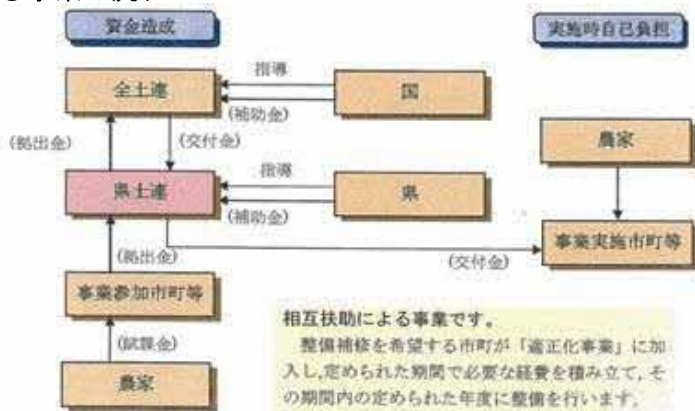 資金造成
実施時自己負担
指導
全土連
国
(補助金)
(拠出金)
(交付金)
農家
指導
県土連
県
(補助金)
事業実施市町等
(拠出金)
(交付金)
事業参加市町等
(賦課金)
農家
相互扶助による事業です。
整備補修を希望する市町が「適正化事業」に加
入し,定められた期間で必要な経費を積み立て,そ
の期間内の定められた年度に整備を行います。